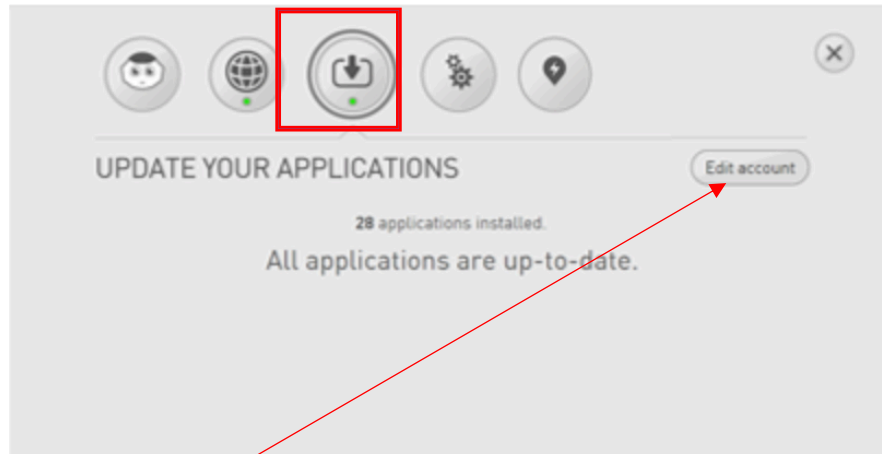 UPDATE YOUR APPLICATIONS
Edit account
28 applications installed.
All applications are up-to-date.